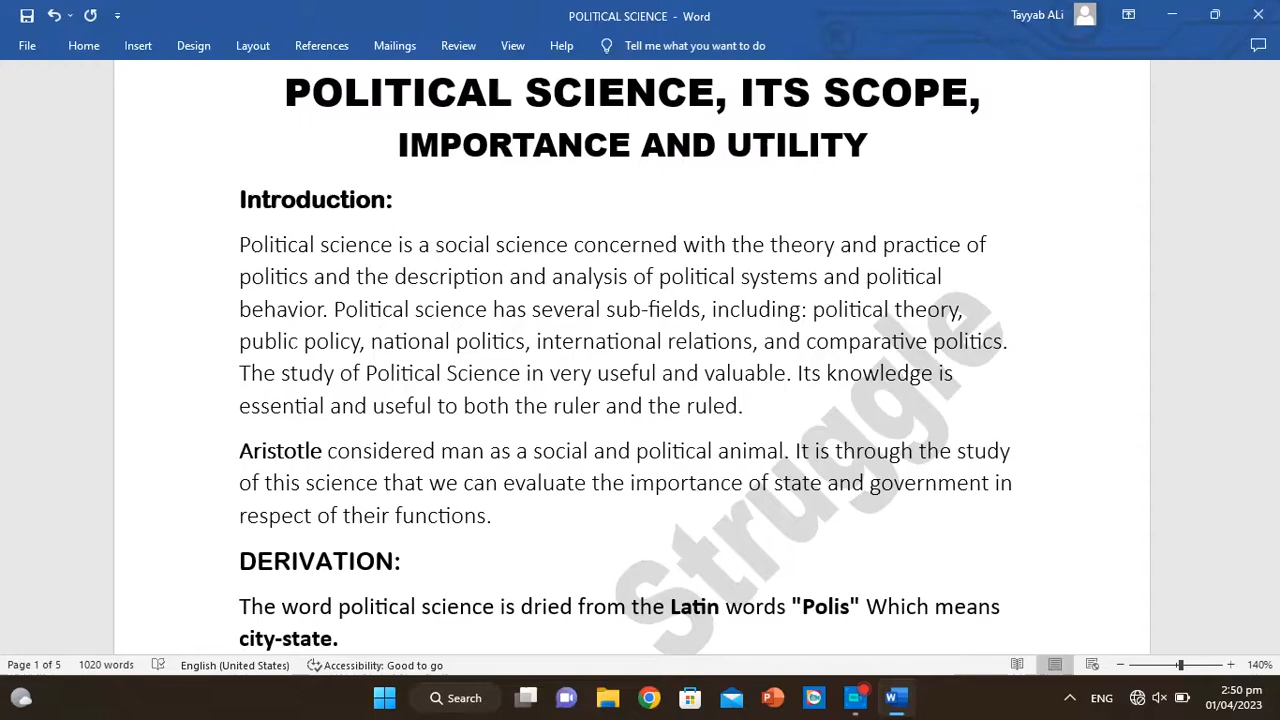 POLITICAL SCIENCE - Word
Tayyab ALi
File Home Insert Design Layout References Mailings Review View Help Tell me what you want to do
POLITICAL SCIENCE, ITS SCOPE,
IMPORTANCE AND UTILITY
Introduction:
Political science is a social science concerned with the theory and practice of
politics and the description and analysis of political systems and political
behavior. Political science has several sub-fields, including: political theory,
public policy, national politics, international relations, and comparative politics.
The study of Political Science in very useful and valuable. Its knowledge is
essential and useful to both the ruler and the ruled.
Aristotle considered man as a social and political animal. It is through the study
of this science that we can evaluate the importance of state and government in
respect of their functions.
Struggle
DERIVATION:
The word political science is dried from the Latin words "Polis" Which means
city-state.
Page 1 of 5 1020 words English (United States) Accessibility: Good to go 140%
Search ENG 2:50 pm
01/04/2023